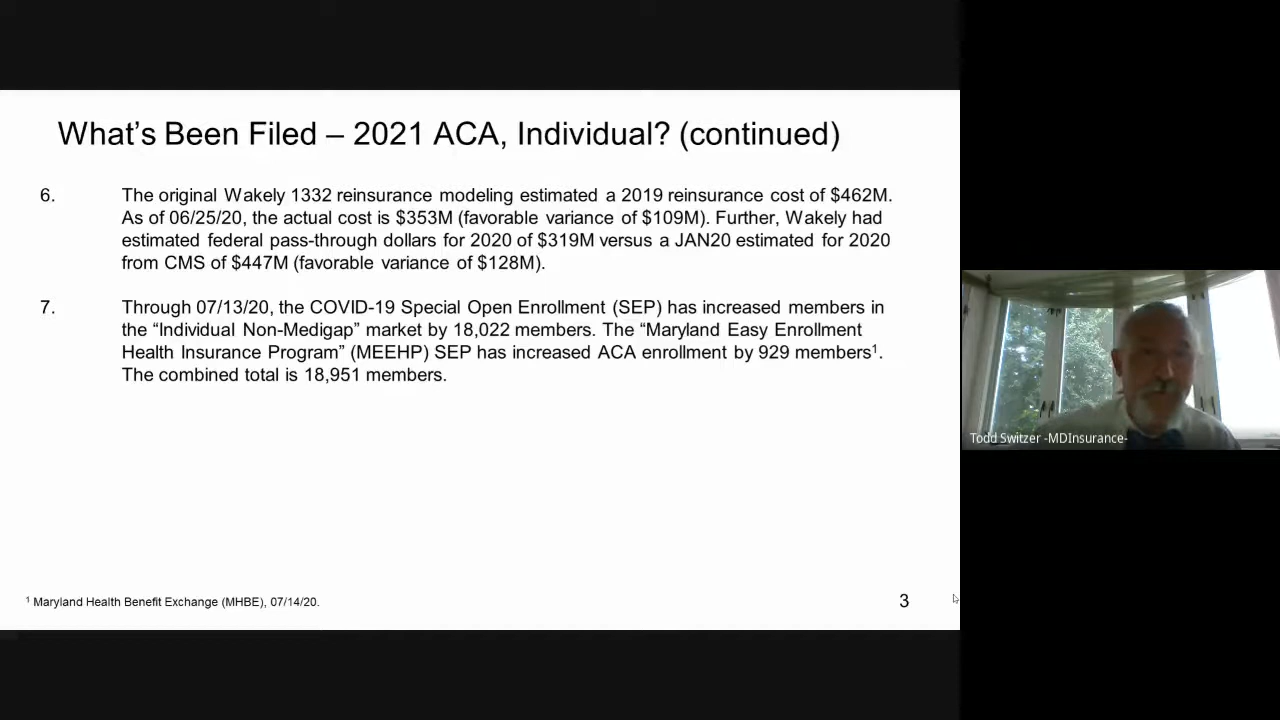 What's Been Filed – 2021 ACA, Individual? (continued)
6. The original Wakely 1332 reinsurance modeling estimated a 2019 reinsurance cost of $462M.
As of 06/25/20, the actual cost is $353M (favorable variance of $109M). Further, Wakely had
estimated federal pass-through dollars for 2020 of $319M versus a JAN20 estimated for 2020
from CMS of $447M (favorable variance of $128M).
7. Through 07/13/20, the COVID-19 Special Open Enrollment (SEP) has increased members in
the “Individual Non-Medigap” market by 18,022 members. The “Maryland Easy Enrollment
Health Insurance Program” (MEEHP) SEP has increased ACA enrollment by 929 members¹.
The combined total is 18,951 members.
Todd Switzer -MDInsurance-
¹ Maryland Health Benefit Exchange (MHBE), 07/14/20.
3